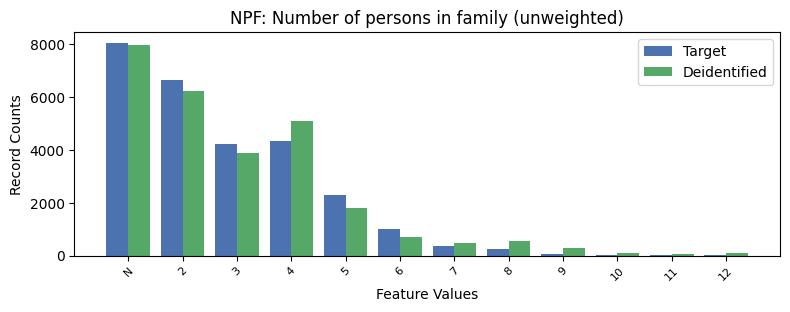 NPF: Number of persons in family (unweighted)
Target
Deidentified
8000
6000
4000
2000
0
Record Counts
N 2 3 4 5 6 7 8 9 10 11 12
Feature Values